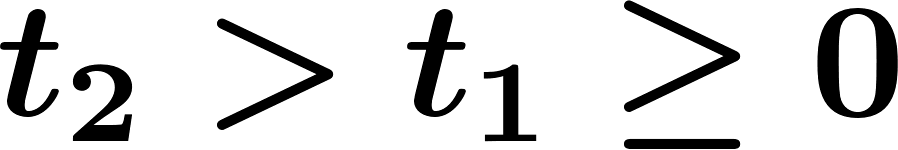 t₂ > t₁ ≥ 0